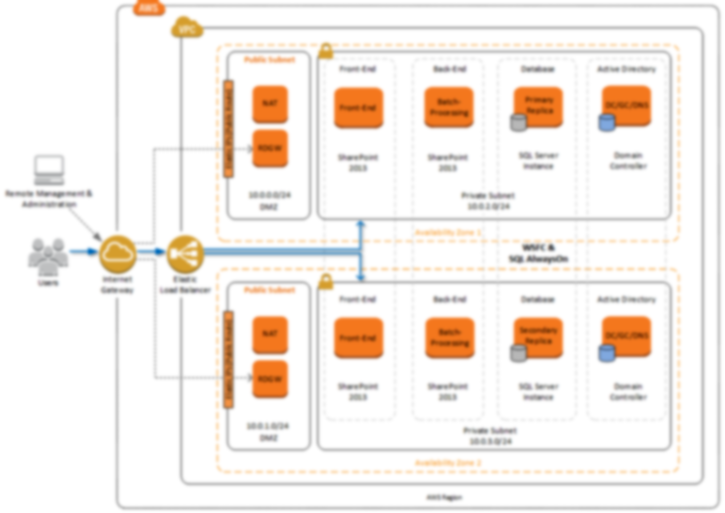 AWS
VPC
Public Subnet
NAT
RDGW
10.0.0.0/24
DMZ
Front-End
Front-End
SharePoint
2013
Back-End
Batch-
Processing
SharePoint
2013
Database
Primary
Replica
SQL Server
Instance
Active Directory
DC/GC/DNS
Domain
Controller
Private Subnet
10.0.2.0/24
Availability Zone 1
Remote Management &
Administration
Users
Internet
Gateway
Elastic
Load Balancer
WSFC &
SQL AlwaysOn
Public Subnet
NAT
RDGW
10.0.1.0/24
DMZ
Front-End
Front-End
SharePoint
2013
Back-End
Batch-
Processing
SharePoint
2013
Database
Secondary
Replica
SQL Server
Instance
Active Directory
DC/GC/DNS
Domain
Controller
Private Subnet
10.0.3.0/24
Availability Zone 2
AWS Region